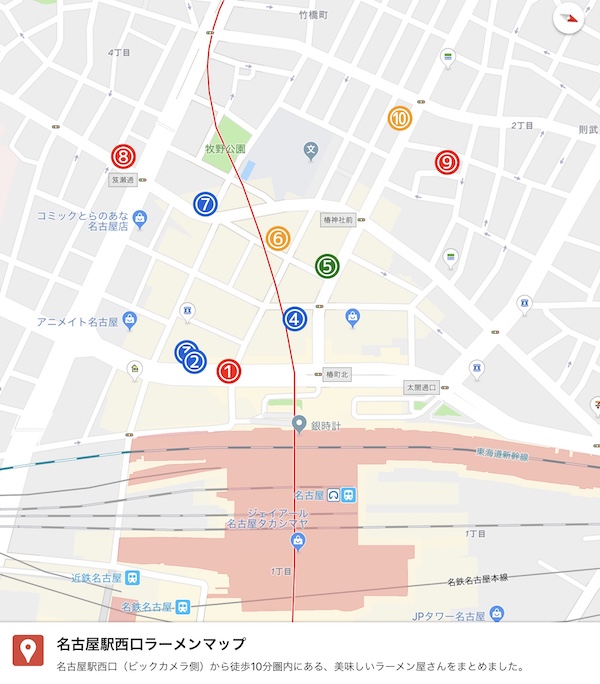 竹橋町
4丁目
⑩
2丁目
則武
牧野公園
文
⑧
⑨
笈瀬通
⑦
コミックとらのあな
名古屋店
椿神社前
⑥
⑤
アニメイト名古屋
④
②
①
椿町北
太閤通口
銀時計
東海道新幹線
名古屋
ジェイアール
名古屋タカシマヤ
1丁目
1丁目
近鉄名古屋
名鉄名古屋本線
名鉄名古屋
JPタワー名古屋
名古屋駅西口ラーメンマップ
名古屋駅西口（ビックカメラ側）から徒歩10分圏内にある、美味しいラーメン屋さんをまとめました。